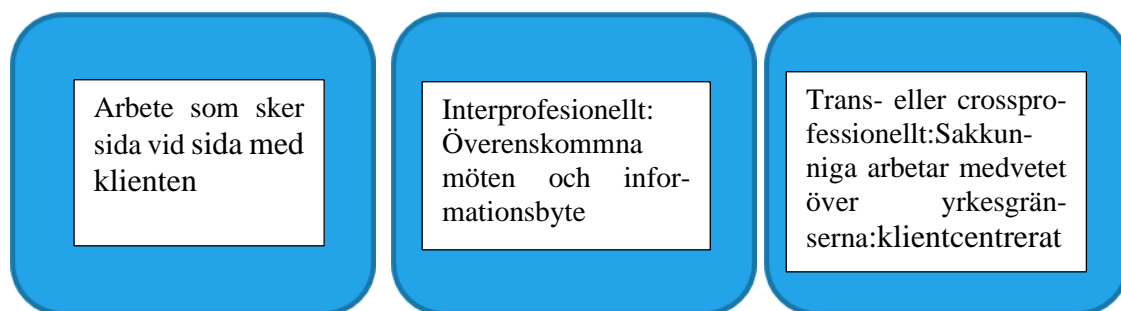 Arbete som sker
sida vid sida med
klienten
Interprofesionellt:
Överenskommna
möten och infor-
mationsbyte
Trans- eller crosspro-
fessionellt:Sakkun-
niga arbetar medvetet
över yrkesgrän-
serna:klientcentrerat